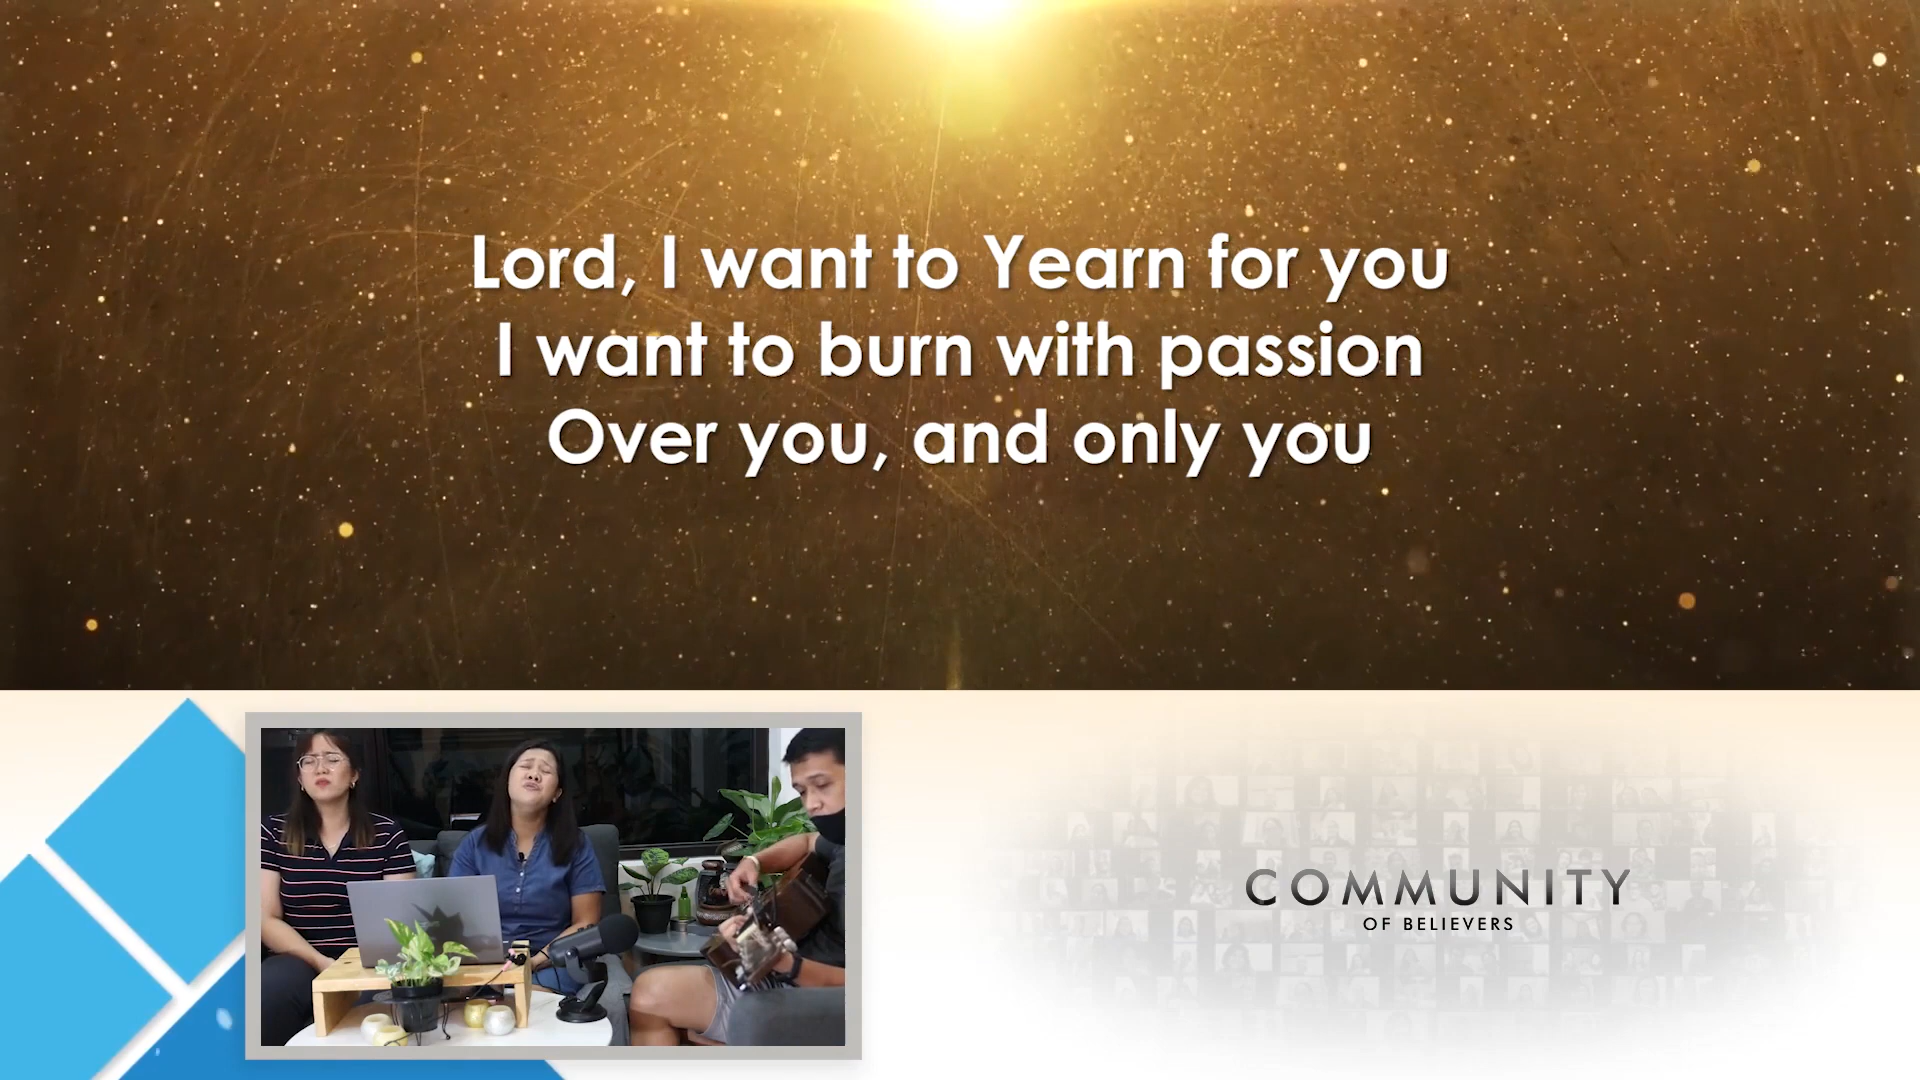 Lord, I want to Yearn for you
I want to burn with passion
Over you, and only you
COMMUNITY
OF BELIEVERS